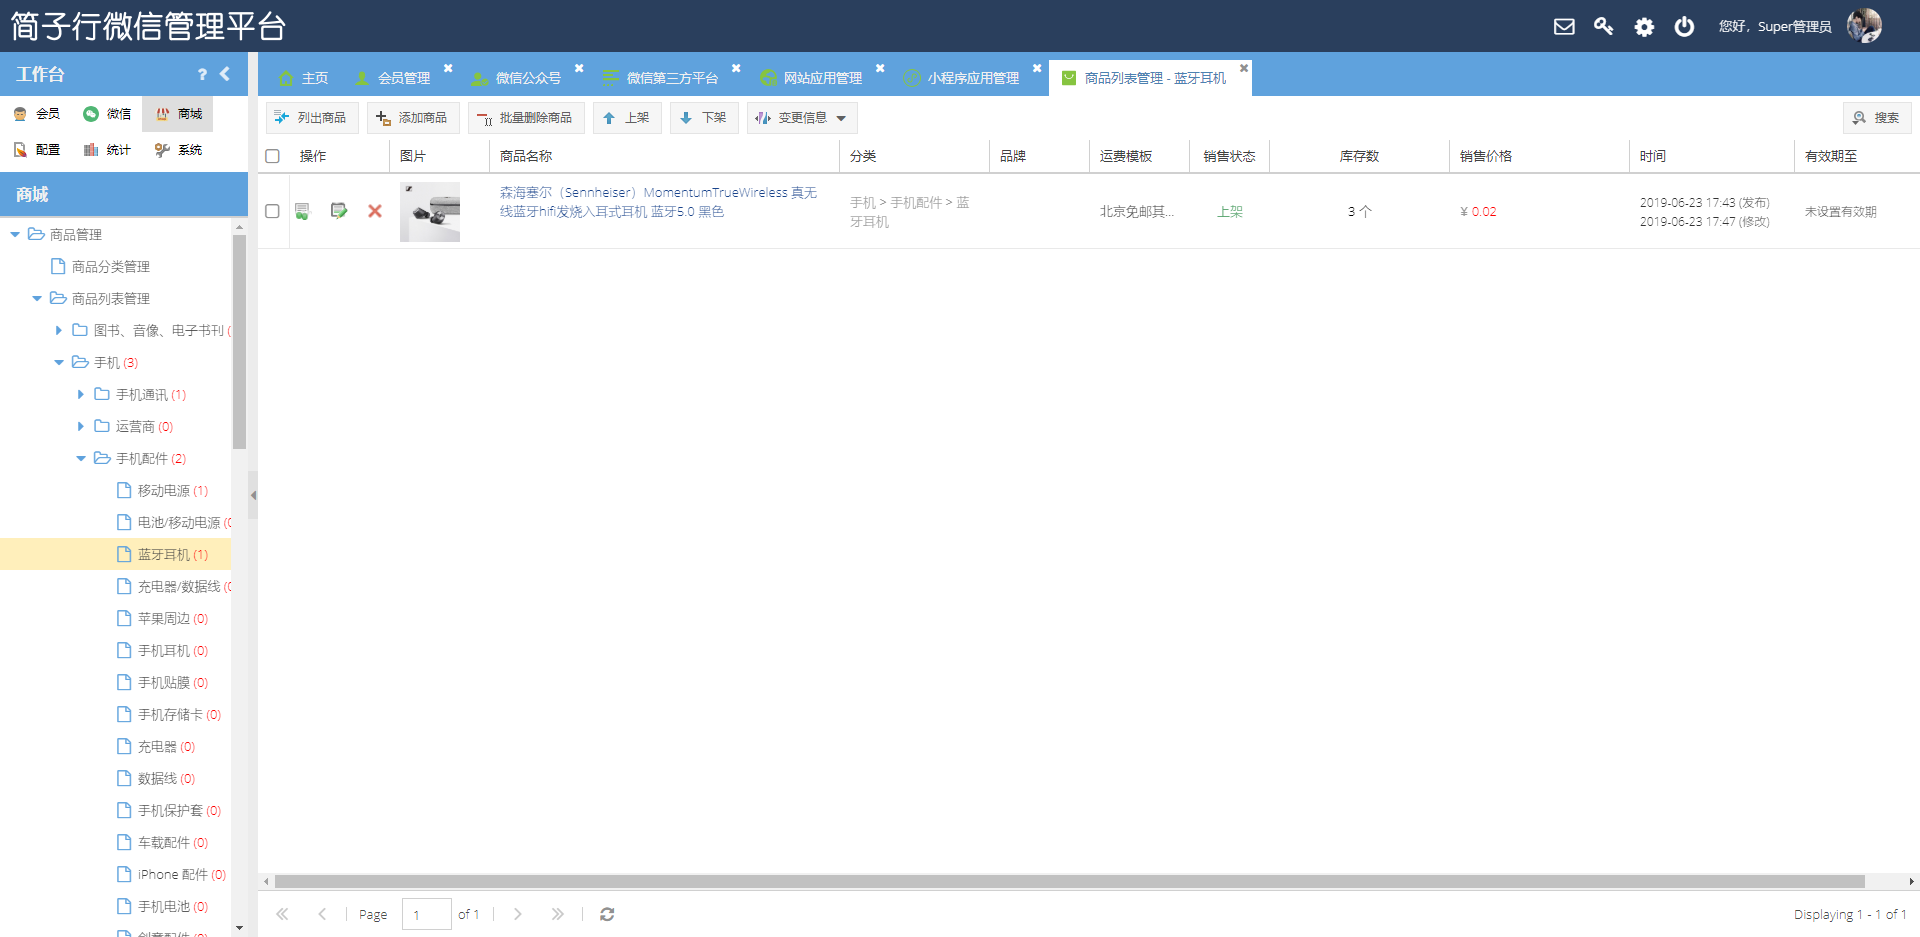 简子行微信管理平台
您好，Super管理员
工作台
?
主页
会员管理
微信公众号
微信第三方平台
网站应用管理
小程序应用管理
商品列表管理 - 蓝牙耳机
会员
微信
商城
配置
统计
系统
列出商品
添加商品
批量删除商品
上架
下架
变更信息
搜索
操作
图片
商品名称
分类
品牌
运费模板
销售状态
库存数
销售价格
时间
有效期至
森海塞尔（Sennheiser）MomentumTrueWireless 真无
线蓝牙hifi发烧入耳式耳机 蓝牙5.0 黑色
手机 > 手机配件 > 蓝
牙耳机
北京免邮其...
上架
3 个
¥ 0.02
2019-06-23 17:43 (发布)
2019-06-23 17:47 (修改)
未设置有效期
商城
商品管理
商品分类管理
商品列表管理
图书、音像、电子书刊 (
手机 (3)
手机通讯 (1)
运营商 (0)
手机配件 (2)
移动电源 (1)
电池/移动电源 (0
蓝牙耳机 (1)
充电器/数据线 (0
苹果周边 (0)
手机耳机 (0)
手机贴膜 (0)
手机存储卡 (0)
充电器 (0)
数据线 (0)
手机保护套 (0)
车载配件 (0)
iPhone 配件 (0)
手机电池 (0)
创意配件 (0)
Page 1 of 1
Displaying 1 - 1 of 1